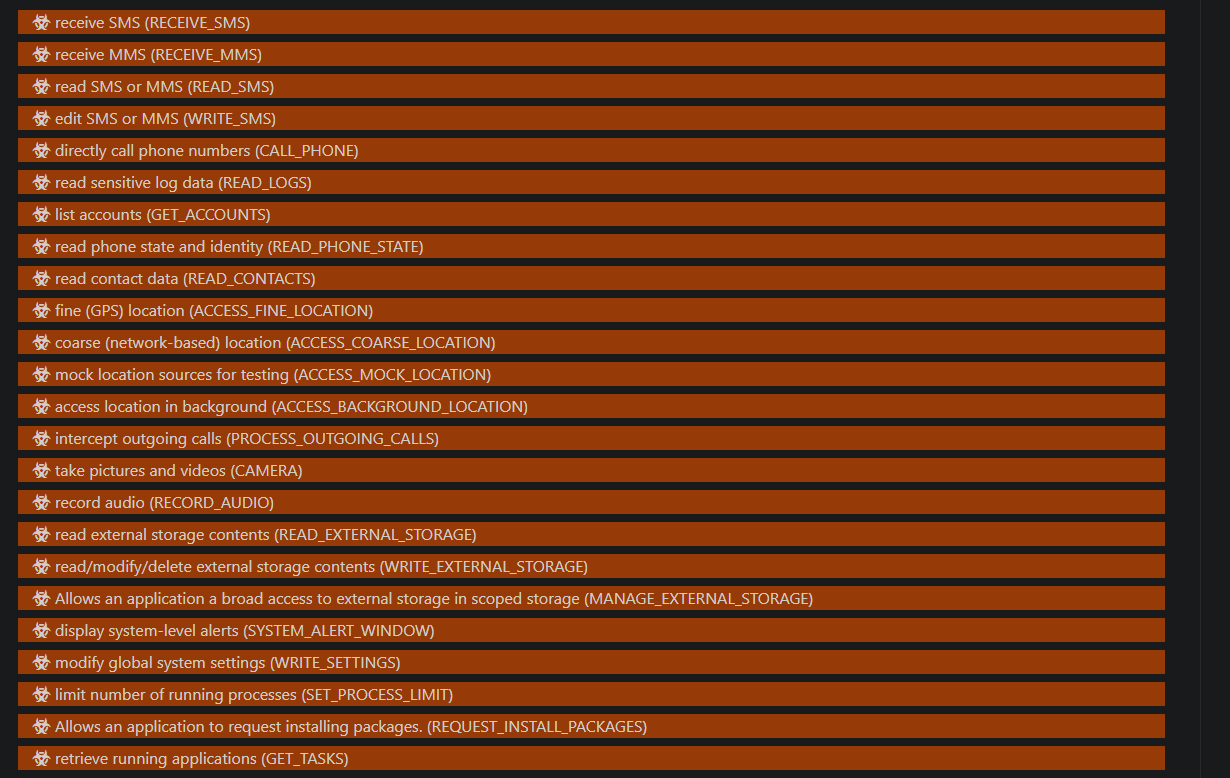 receive SMS (RECEIVE_SMS)
receive MMS (RECEIVE_MMS)
read SMS or MMS (READ_SMS)
edit SMS or MMS (WRITE_SMS)
directly call phone numbers (CALL_PHONE)
read sensitive log data (READ_LOGS)
list accounts (GET_ACCOUNTS)
read phone state and identity (READ_PHONE_STATE)
read contact data (READ_CONTACTS)
fine (GPS) location (ACCESS_FINE_LOCATION)
coarse (network-based) location (ACCESS_COARSE_LOCATION)
mock location sources for testing (ACCESS_MOCK_LOCATION)
access location in background (ACCESS_BACKGROUND_LOCATION)
intercept outgoing calls (PROCESS_OUTGOING_CALLS)
take pictures and videos (CAMERA)
record audio (RECORD_AUDIO)
read external storage contents (READ_EXTERNAL_STORAGE)
read/modify/delete external storage contents (WRITE_EXTERNAL_STORAGE)
Allows an application a broad access to external storage in scoped storage (MANAGE_EXTERNAL_STORAGE)
display system-level alerts (SYSTEM_ALERT_WINDOW)
modify global system settings (WRITE_SETTINGS)
limit number of running processes (SET_PROCESS_LIMIT)
Allows an application to request installing packages. (REQUEST_INSTALL_PACKAGES)
retrieve running applications (GET_TASKS)